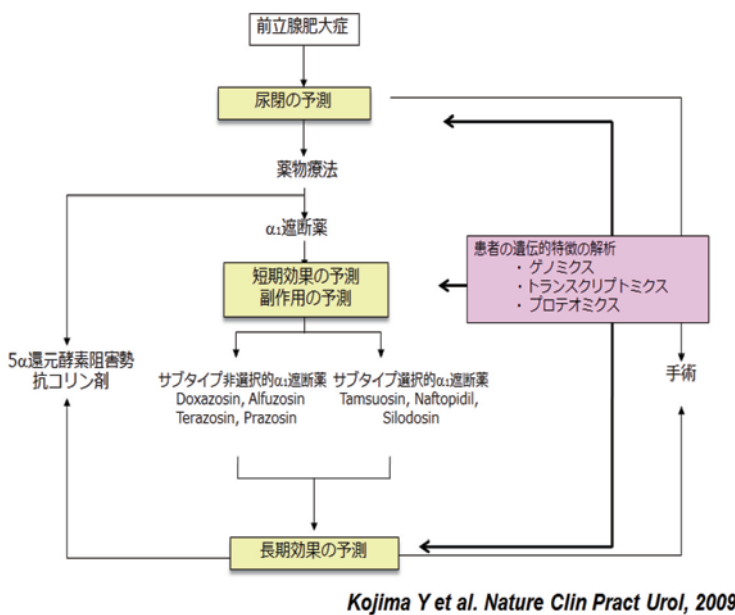 前立腺肥大症
尿閉の予測
薬物療法
α₁遮断薬
短期効果の予測
副作用の予測
患者の遺伝的特徴の解析
・ ゲノミクス
・トランスクリプトミクス
・ プロテオミクス
5α還元酵素阻害勢
抗コリン剤
サブタイプ非選択的α₁遮断薬
Doxazosin, Alfuzosin
Terazosin, Prazosin
サブタイプ選択的α₁遮断薬
Tamsuosin, Naftopidil,
Silodosin
手術
長期効果の予測
Kojima Y et al. Nature Clin Pract Urol, 2009